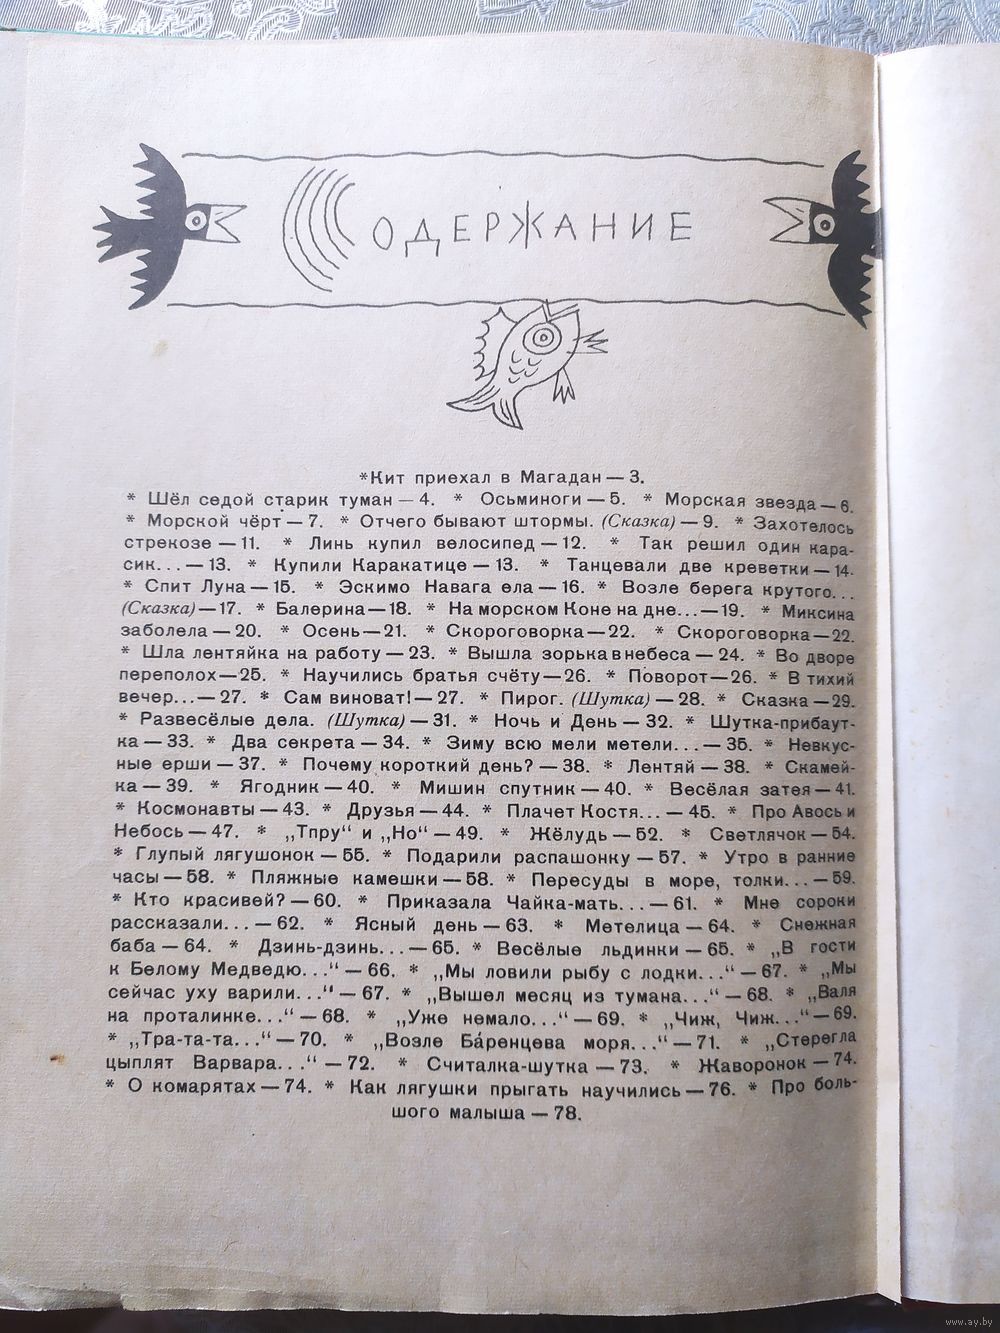 СОДЕРЖАНИЕ
*Кит приехал в Магадан — 3.
* Шёл седой старик туман — 4. * Осьминоги — 5. * Морская звезда — 6.
* Морской чёрт — 7. * Отчего бывают штормы. (Сказка) — 9. * Захотелось
стрекозе — 11. * Линь купил велосипед — 12. * Так решил один кара-
сик... — 13. * Купили Каракатице — 13. * Танцевали две креветки — 14.
* Спит Луна — 15. * Эскимо Навага ела — 16. * Возле берега крутого...
(Сказка) — 17. * Балерина — 18. * На морском Коне на дне... — 19. * Миксина
заболела — 20. * Осень — 21. * Скороговорка — 22. * Скороговорка — 22.
* Шла лентяйка на работу — 23. * Вышла зорька в небеса — 24. * Во дворе
переполох — 25. * Научились братья счёту — 26. * Поворот — 26. * В тихий
вечер... — 27. * Сам виноват! — 27. * Пирог. (Шутка) — 28. * Сказка — 29.
* Развесёлые дела. (Шутка) — 31. * Ночь и День — 32. * Шутка-прибаут-
ка — 33. * Два секрета — 34. * Зиму всю мели метели... — 35. * Невкус-
ные ерши — 37. * Почему короткий день? — 38. * Лентяй — 38. * Скамей-
ка — 39. * Ягодник — 40. * Мишин спутник — 40. * Весёлая затея — 41.
* Космонавты — 43. * Друзья — 44. * Плачет Костя... — 45. * Про Авось и
Небось — 47. * „Тпру“ и „Но“ — 49. * Жёлудь — 52. * Светлячок — 54.
* Глупый лягушонок — 55. * Подарили распашонку — 57. * Утро в ранние
часы — 58. * Пляжные камешки — 58. * Пересуды в море, толки... — 59.
* Кто красивей? — 60. * Приказала Чайка-мать... — 61. * Мне сороки
рассказали... — 62. * Ясный день — 63. * Метелица — 64. * Снежная
баба — 64. * Дзинь-дзинь... — 65. * Весёлые льдинки — 65. * „В гости
к Белому Медведю...“ — 66. * „Мы ловили рыбу с лодки...“ — 67. * „Мы
сейчас уху варили...“ — 67. * „Вышел месяц из тумана...“ — 68. * „Валя
на проталинке...“ — 68. * „Уже немало...“ — 69. * „Чиж, Чиж...“ — 69.
* „Тра-та-та...“ — 70. * „Возле Ба́ренцева моря...“ — 71. * „Стерегла
цыплят Варвара...“ — 72. * Считалка-шутка — 73. * Жаворонок — 74.
* О комарятах — 74. * Как лягушки прыгать научились — 76. * Про боль-
шого малыша — 78.
www.ay.by